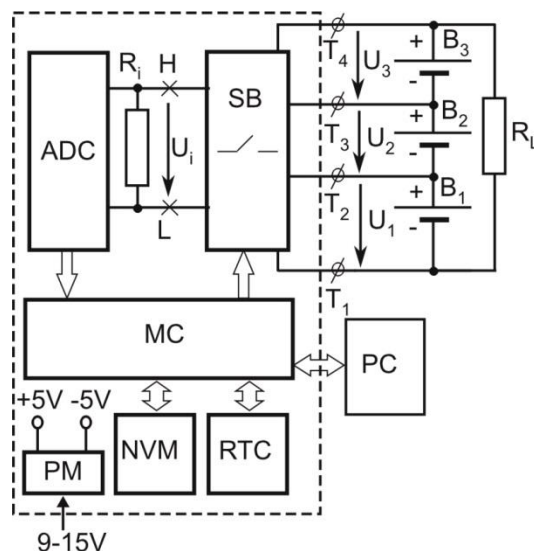 T₄
U₃
+
B₃
-
Rᵢ
H
SB
ADC
Uᵢ
T₃
U₂
+
B₂
-
R_L
L
T₂
U₁
+
B₁
-
T₁
MC
PC
+5V
-5V
NVM
RTC
PM
9-15V